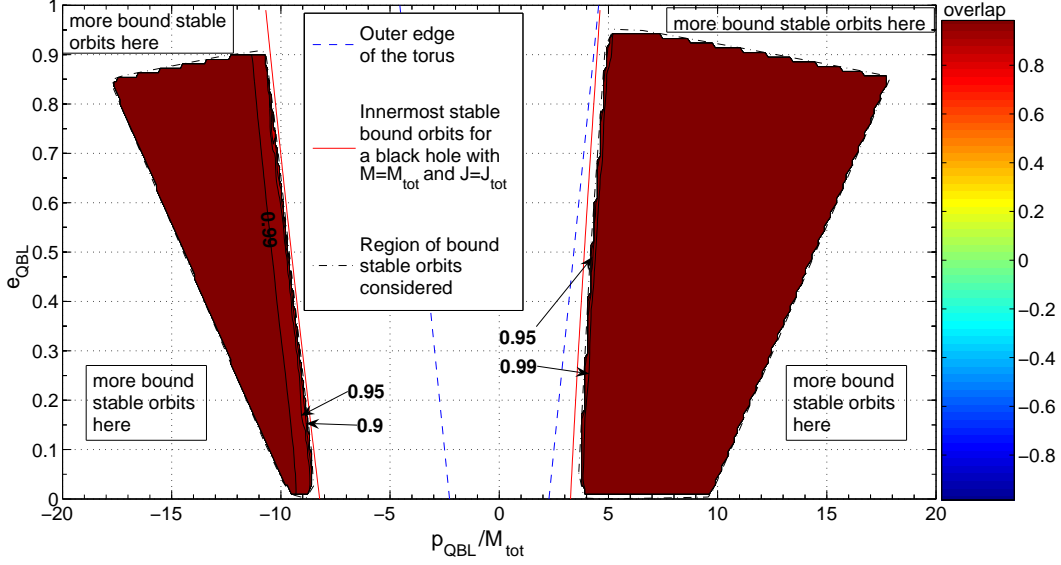 more bound stable
orbits here
Outer edge
of the torus
Innermost stable
bound orbits for
a black hole with
M=M_tot and J=J_tot
Region of bound
stable orbits
considered
more bound stable orbits here
overlap
0.99
0.95
0.9
0.95
0.99
more bound
stable orbits
here
more bound
stable orbits
here
e_QBL
1
0.9
0.8
0.7
0.6
0.5
0.4
0.3
0.2
0.1
0
−20
−15
−10
−5
0
5
10
15
20
p_QBL/M_tot
0.8
0.6
0.4
0.2
0
−0.2
−0.4
−0.6
−0.8